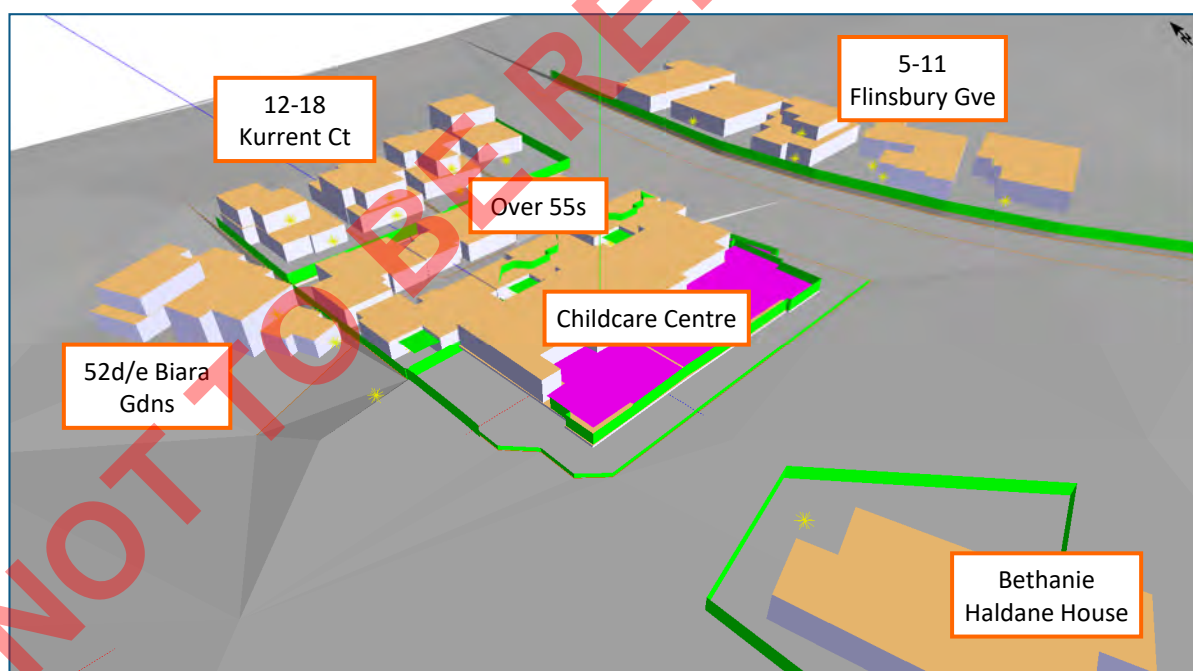 5-11
Flinsbury Gve
12-18
Kurrent Ct
Over 55s
Childcare Centre
52d/e Biara
Gdns
Bethanie
Haldane House
N
NOT TO BE RE